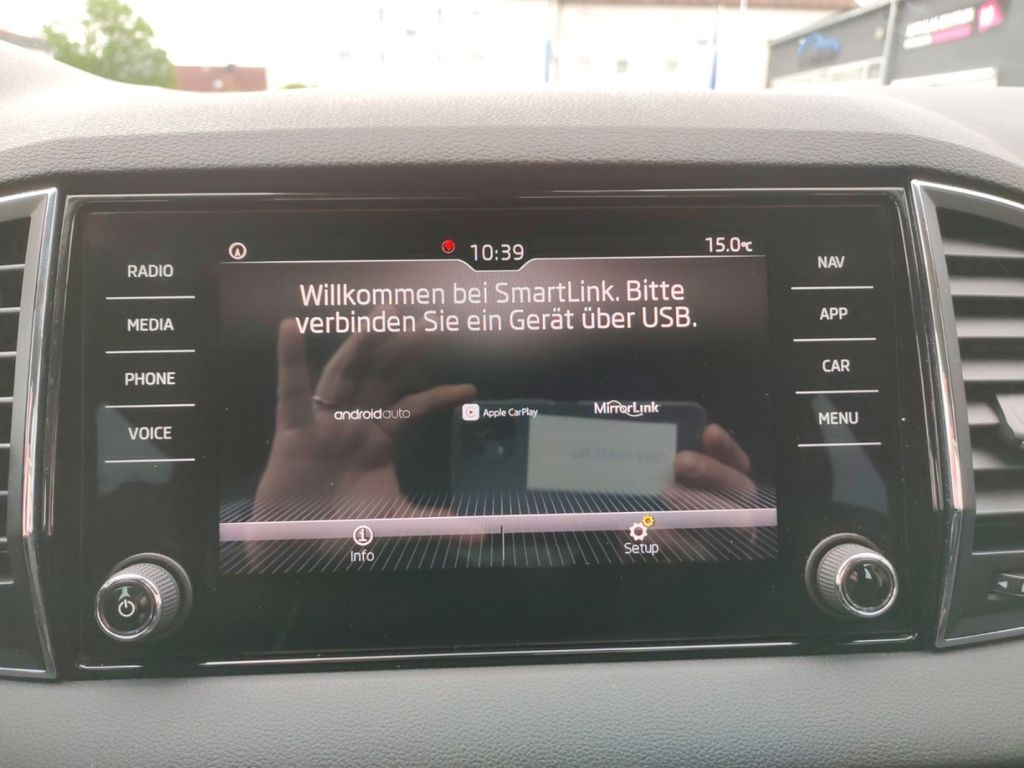 10:39
15.0°C
RADIO
MEDIA
PHONE
VOICE
Willkommen bei SmartLink. Bitte
verbinden Sie ein Gerät über USB.
androidauto
Apple CarPlay
MirrorLink
Info
Setup
NAV
APP
CAR
MENU